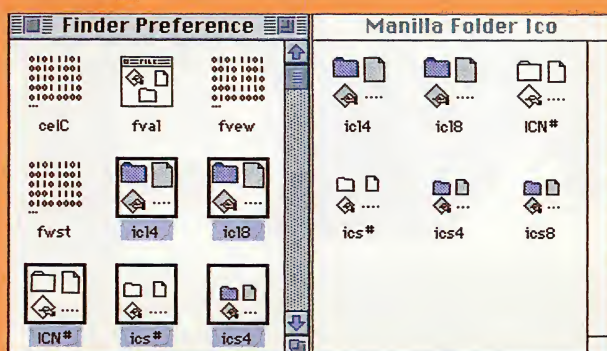 Finder Preference
celC fval fvew
fwst icl4 icl8
ICN# ics# ics4
Manilla Folder Ico
icl4 icl8 ICN#
ics# ics4 ics8